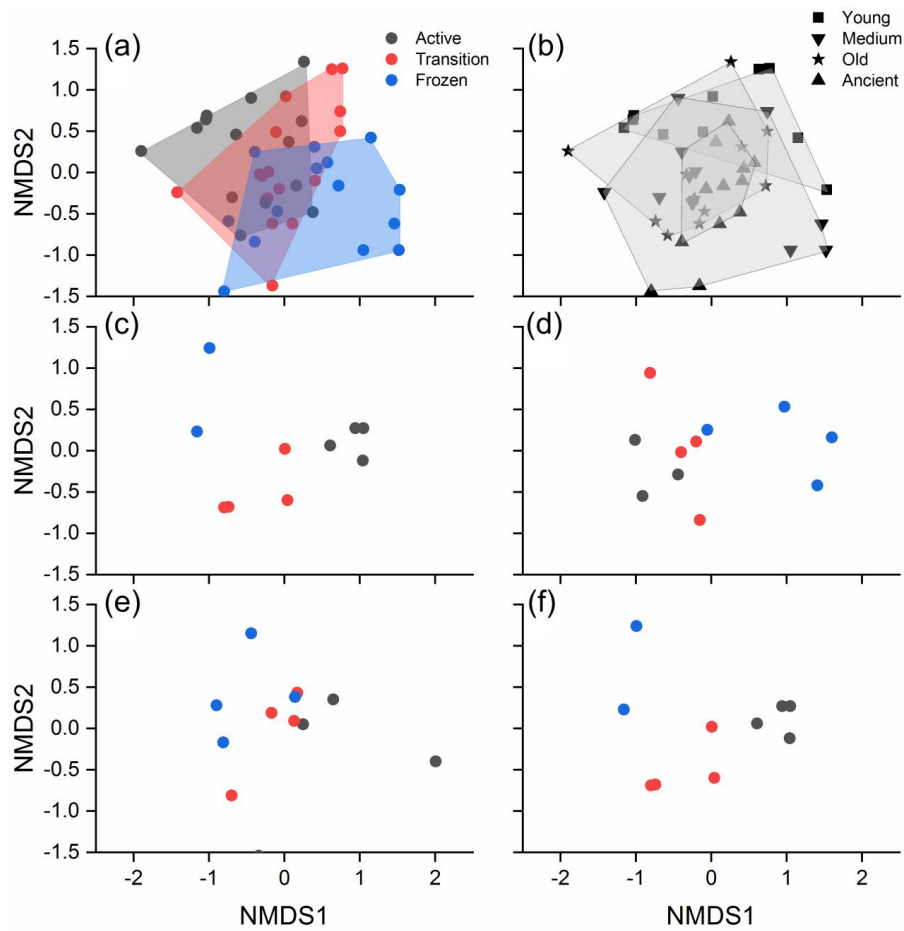 (a)
Active
Transition
Frozen
(b)
Young
Medium
Old
Ancient
1.5
1.0
0.5
0.0
-0.5
-1.0
-1.5
NMDS2
(c)
(d)
1.5
1.0
0.5
0.0
-0.5
-1.0
-1.5
NMDS2
(e)
(f)
1.5
1.0
0.5
0.0
-0.5
-1.0
-1.5
NMDS2
-2 -1 0 1 2
-2 -1 0 1 2
NMDS1
NMDS1